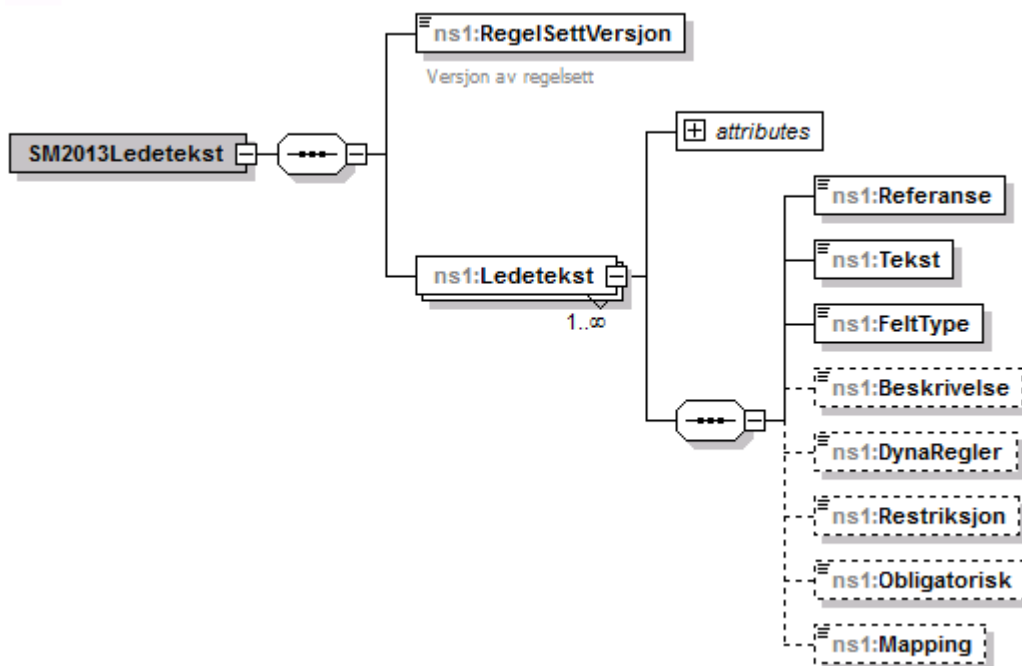 ns1:RegelSettVersjon
Versjon av regelsett
SM2013Ledetekst
attributes
ns1:Referanse
ns1:Ledetekst
1..∞
ns1:Tekst
ns1:FeltType
ns1:Beskrivelse
ns1:DynaRegler
ns1:Restriksjon
ns1:Obligatorisk
ns1:Mapping